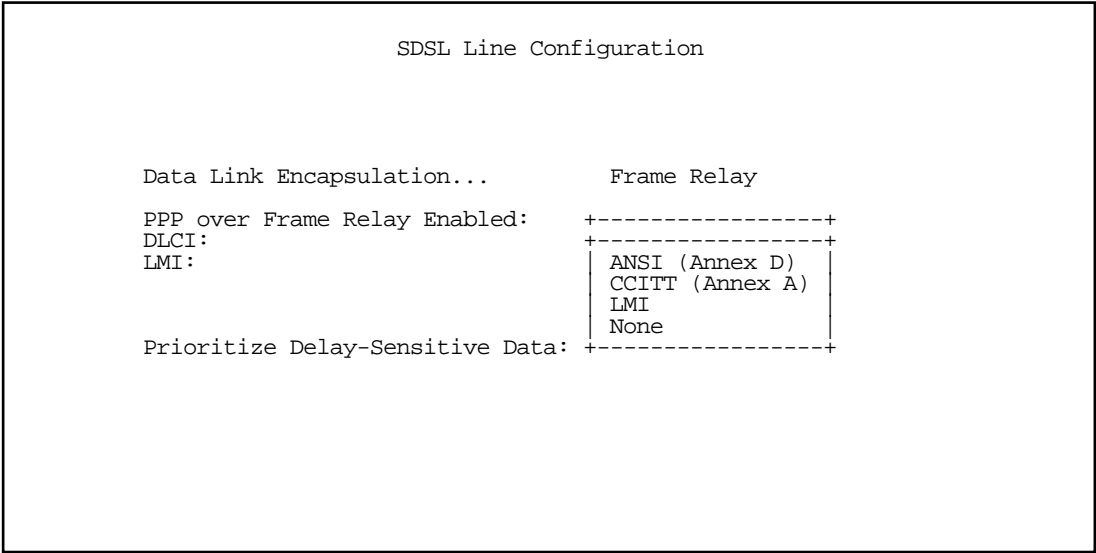 SDSL Line Configuration
Data Link Encapsulation... Frame Relay
PPP over Frame Relay Enabled: +-----------------+
DLCI: +-----------------+
LMI: | ANSI (Annex D) |
| CCITT (Annex A) |
| LMI |
| None |
Prioritize Delay-Sensitive Data: +-----------------+